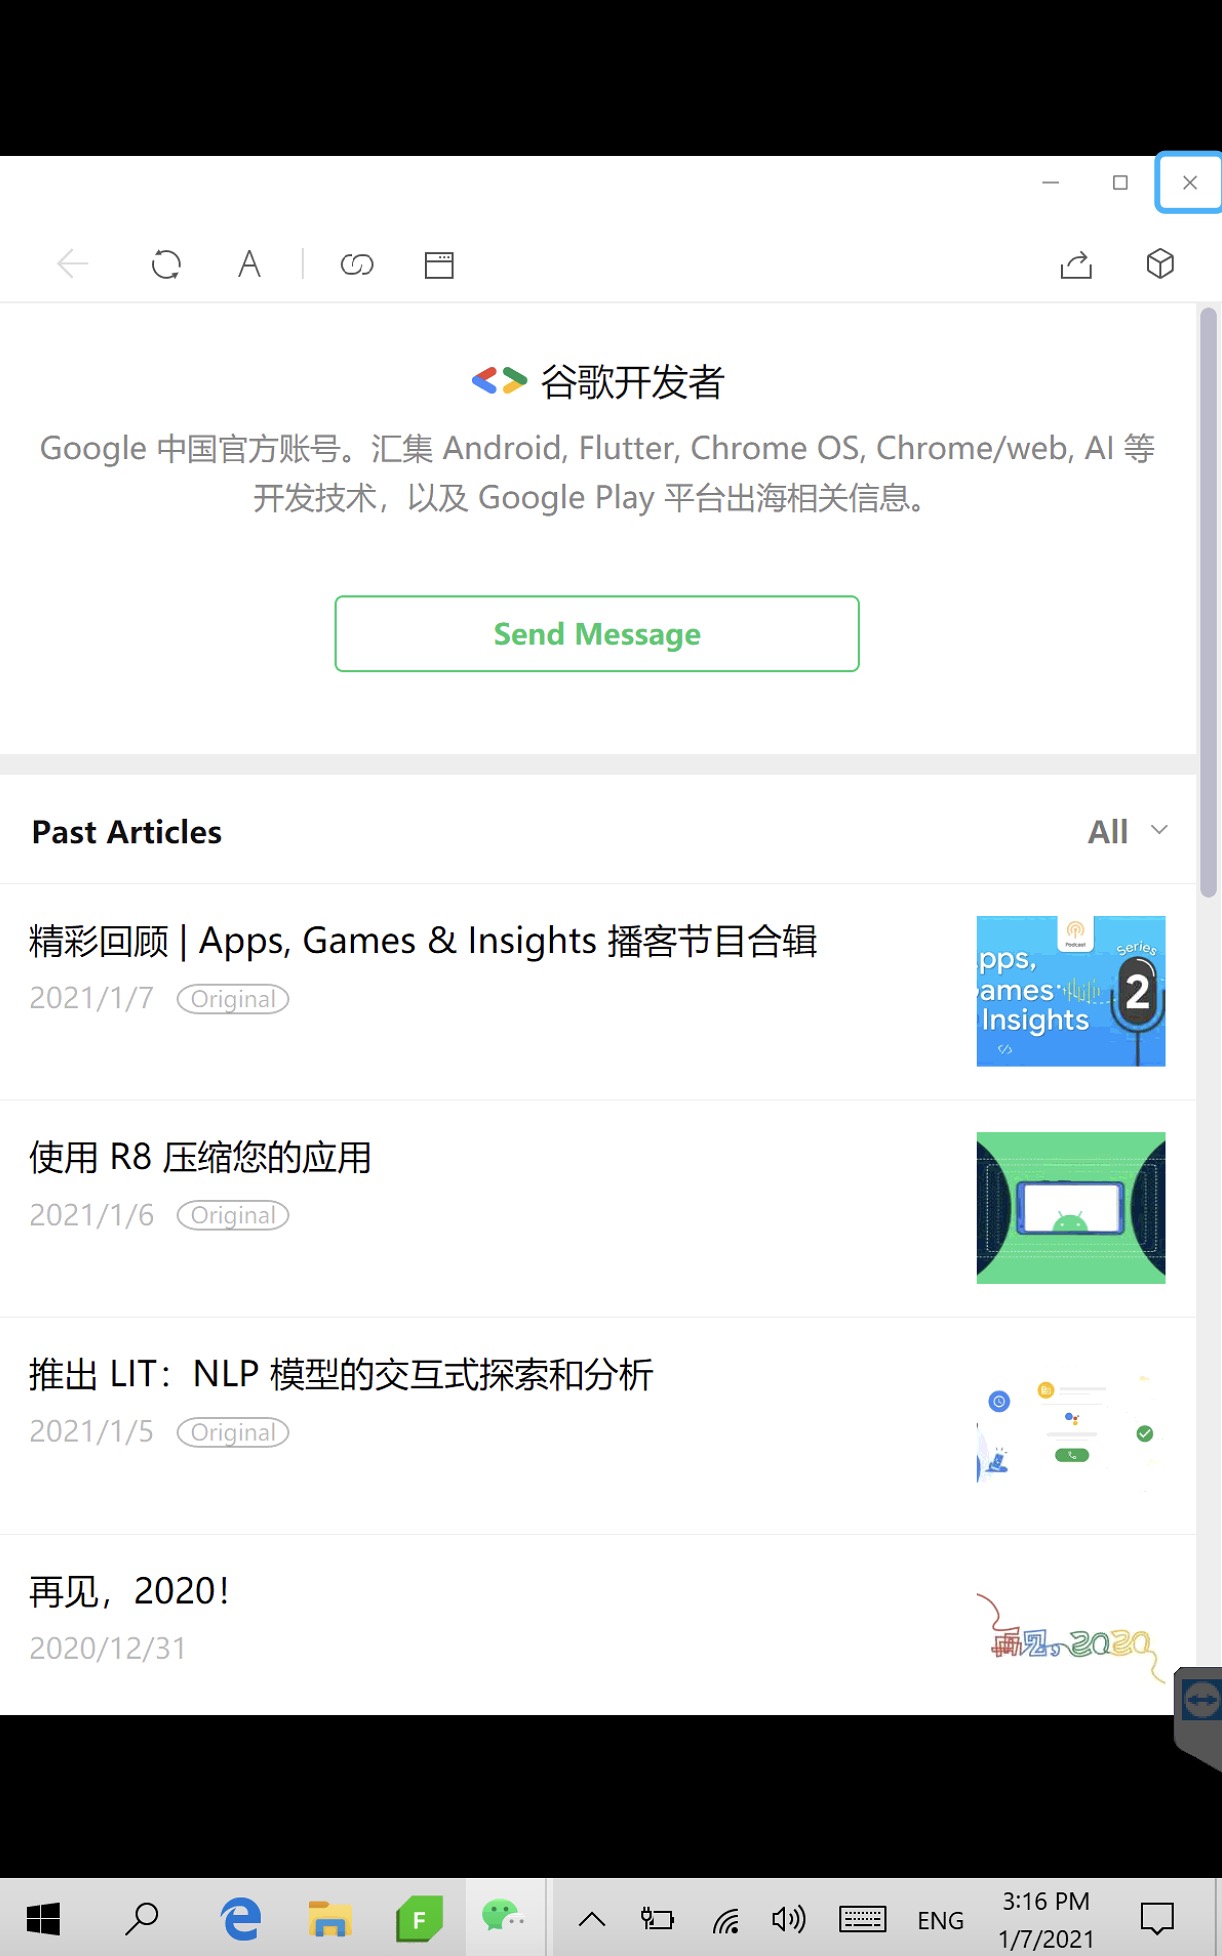 谷歌开发者
Google 中国官方账号。汇集 Android, Flutter, Chrome OS, Chrome/web, AI 等
开发技术，以及 Google Play 平台出海相关信息。
Send Message
Past Articles
All
精彩回顾 | Apps, Games & Insights 播客节目合辑
2021/1/7 Original
Podcast
Series
pps,
ames
Insights
2
使用 R8 压缩您的应用
2021/1/6 Original
推出 LIT：NLP 模型的交互式探索和分析
2021/1/5 Original
再见，2020！
2020/12/31
再见,2020
F
ENG
3:16 PM
1/7/2021